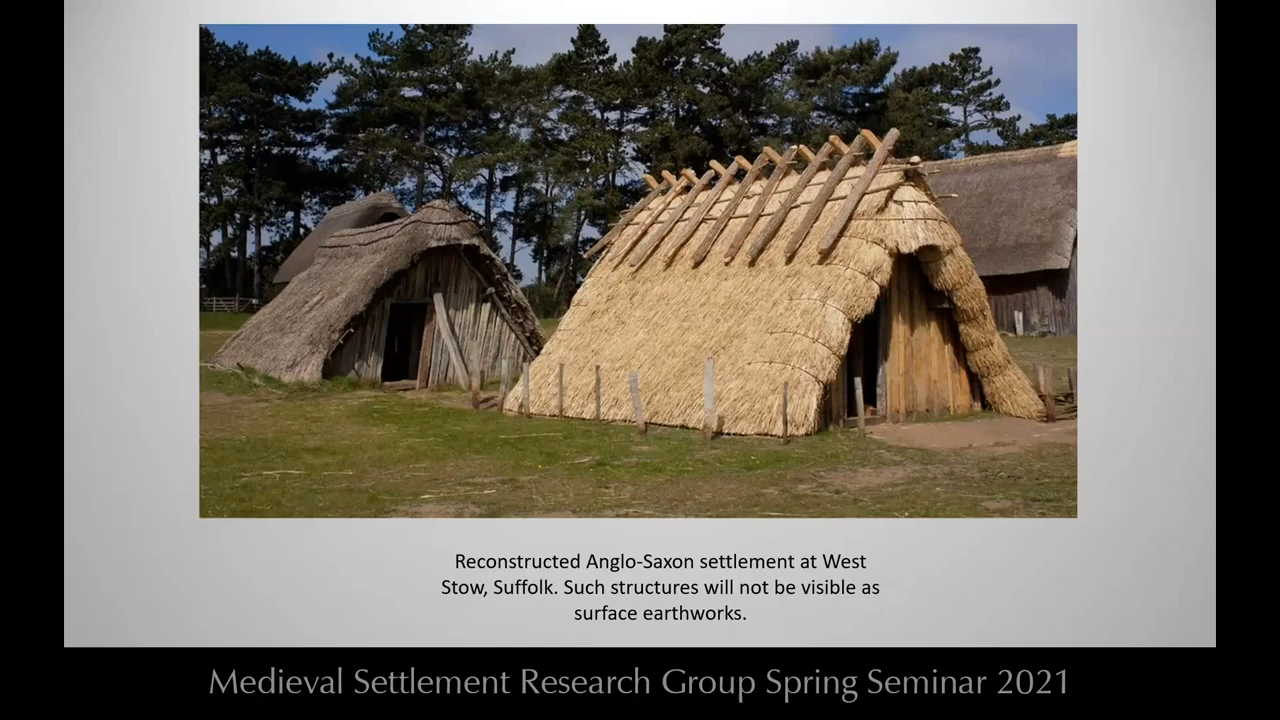 Reconstructed Anglo-Saxon settlement at West
Stow, Suffolk. Such structures will not be visible as
surface earthworks.
Medieval Settlement Research Group Spring Seminar 2021